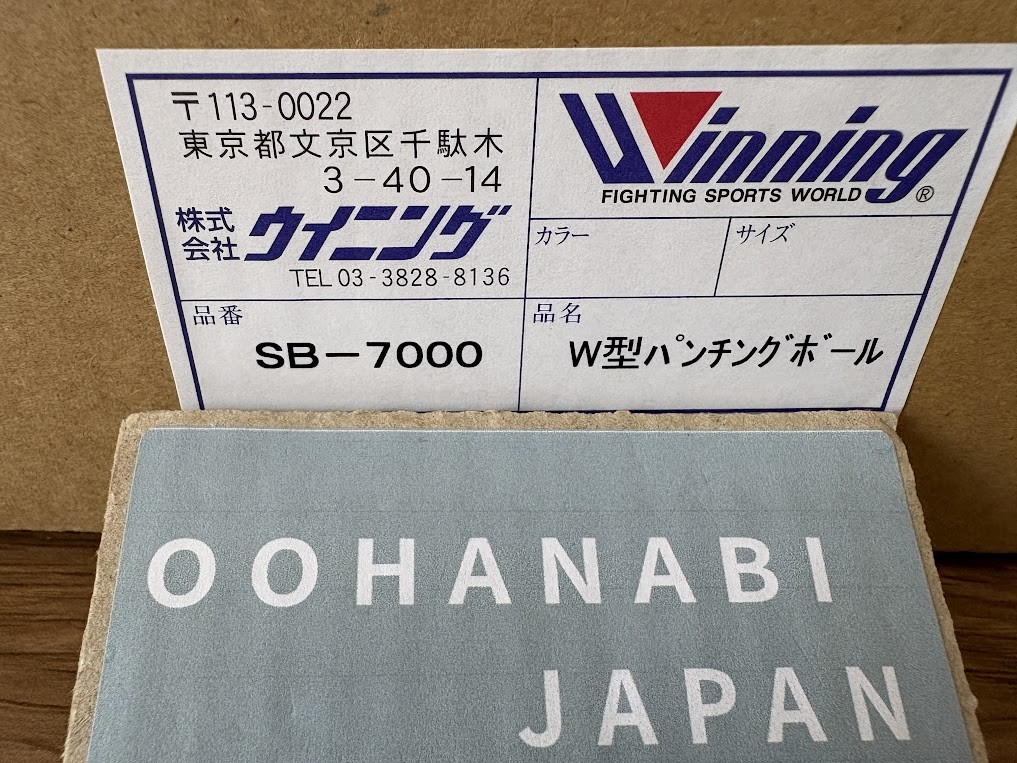 〒113-0022
東京都文京区千駄木
3-40-14
株式会社 ウイニング
TEL 03-3828-8136
Winning®
FIGHTING SPORTS WORLD
カラー
サイズ
品番
SB-7000
品名
W型パンチングボール
OOHANABI
JAPAN